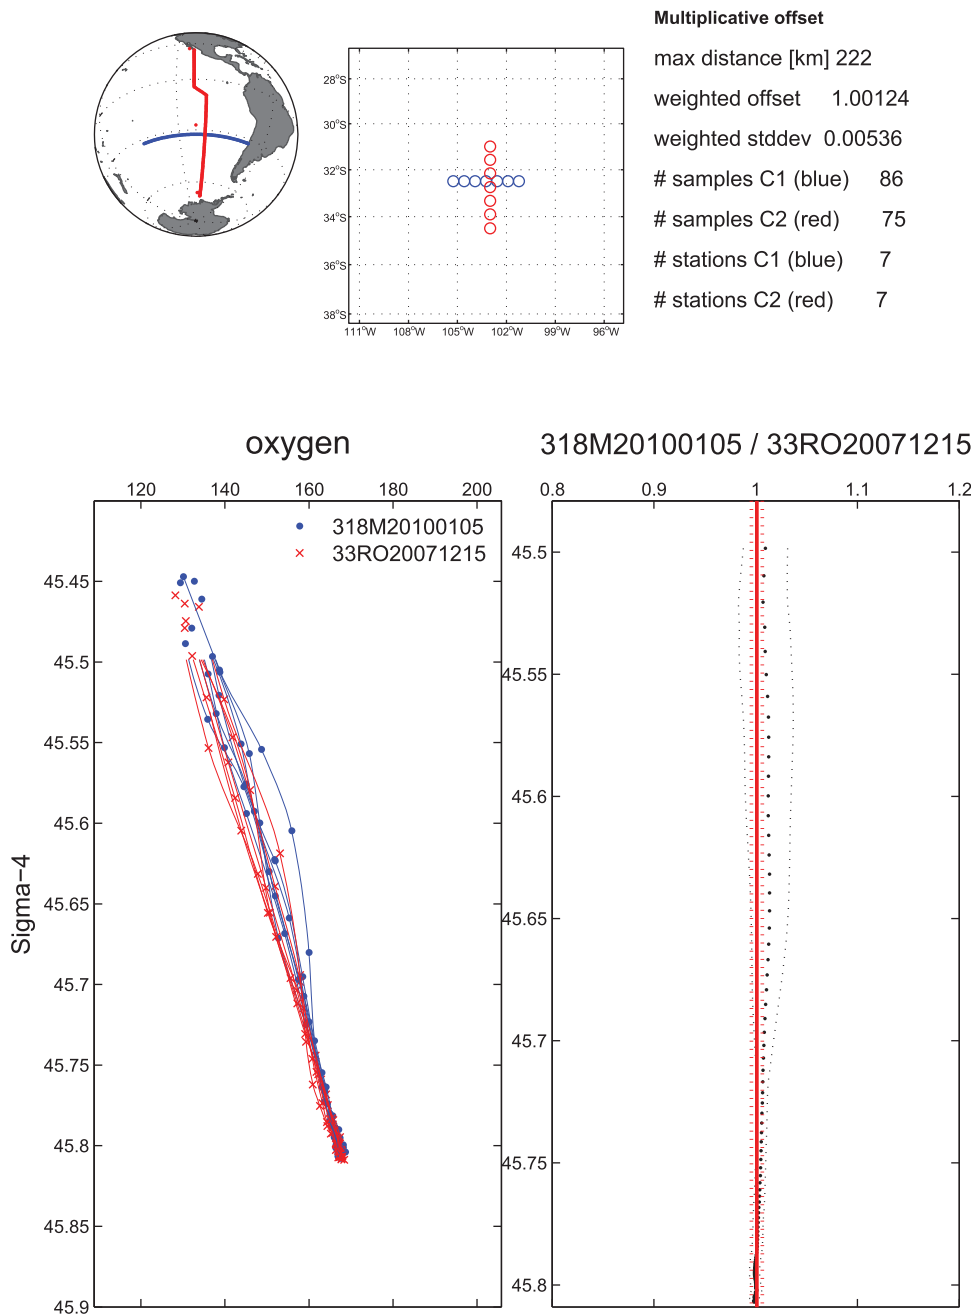 Multiplicative offset
max distance [km] 222
weighted offset 1.00124
weighted stddev 0.00536
# samples C1 (blue) 86
# samples C2 (red) 75
# stations C1 (blue) 7
# stations C2 (red) 7
28°S
30°S
32°S
34°S
36°S
38°S
111°W 108°W 105°W 102°W 99°W 96°W
oxygen
318M20100105 / 33RO20071215
120 140 160 180 200
0.8 0.9 1 1.1 1.2
318M20100105
33RO20071215
Sigma−4
45.45
45.5
45.55
45.6
45.65
45.7
45.75
45.8
45.85
45.9
45.5
45.55
45.6
45.65
45.7
45.75
45.8